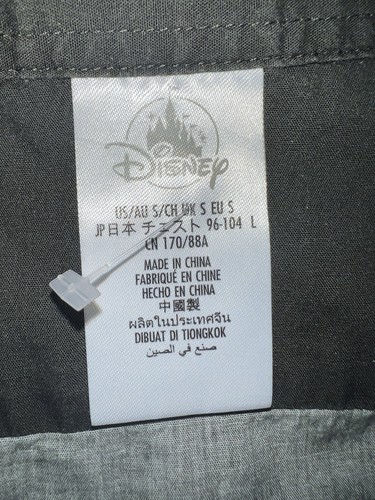 Disney
US/AU S/CH UK S EU S
JP日本 チェスト 96-104 L
CN 170/88A
MADE IN CHINA
FABRIQUÉ EN CHINE
HECHO EN CHINA
中國製
ผลิตในประเทศจีน
DIBUAT DI TIONGKOK
صنع في الصين